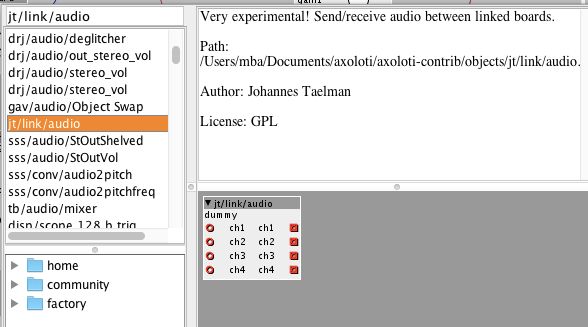 jt/link/audio
drj/audio/deglitcher
drj/audio/out_stereo_vol
drj/audio/stereo_vol
drj/audio/stereo_vol
gav/audio/Object Swap
jt/link/audio
sss/audio/StOutShelved
sss/audio/StOutVol
sss/conv/audio2pitch
sss/conv/audio2pitchfreq
tb/audio/mixer
disp/scope 128 b trig
home
community
factory
Very experimental! Send/receive audio between linked boards.
Path:
/Users/mba/Documents/axoloti/axoloti-contrib/objects/jt/link/audio.
Author: Johannes Taelman
License: GPL
jt/link/audio
dummy
ch1 ch1
ch2 ch2
ch3 ch3
ch4 ch4